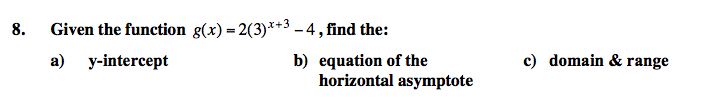 8. Given the function g(x) = 2(3)^{x+3} – 4, find the:
a) y-intercept b) equation of the horizontal asymptote c) domain & range